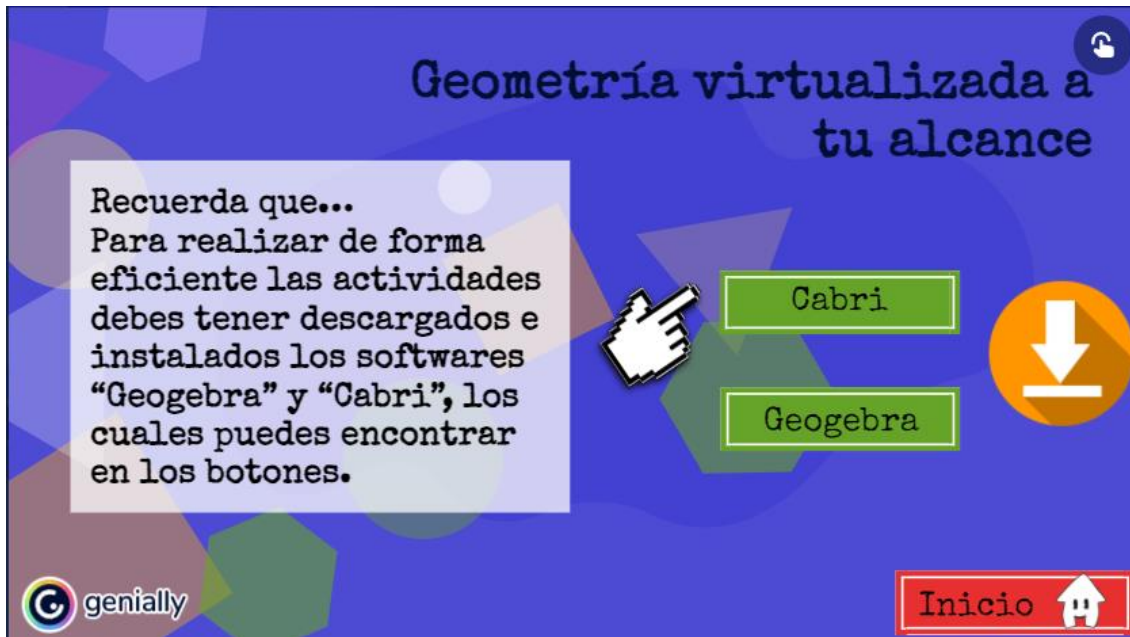 Geometría virtualizada a
tu alcance
Recuerda que...
Para realizar de forma
eficiente las actividades
debes tener descargados e
instalados los softwares
“Geogebra” y “Cabri”, los
cuales puedes encontrar
en los botones.
Cabri
Geogebra
genially
Inicio